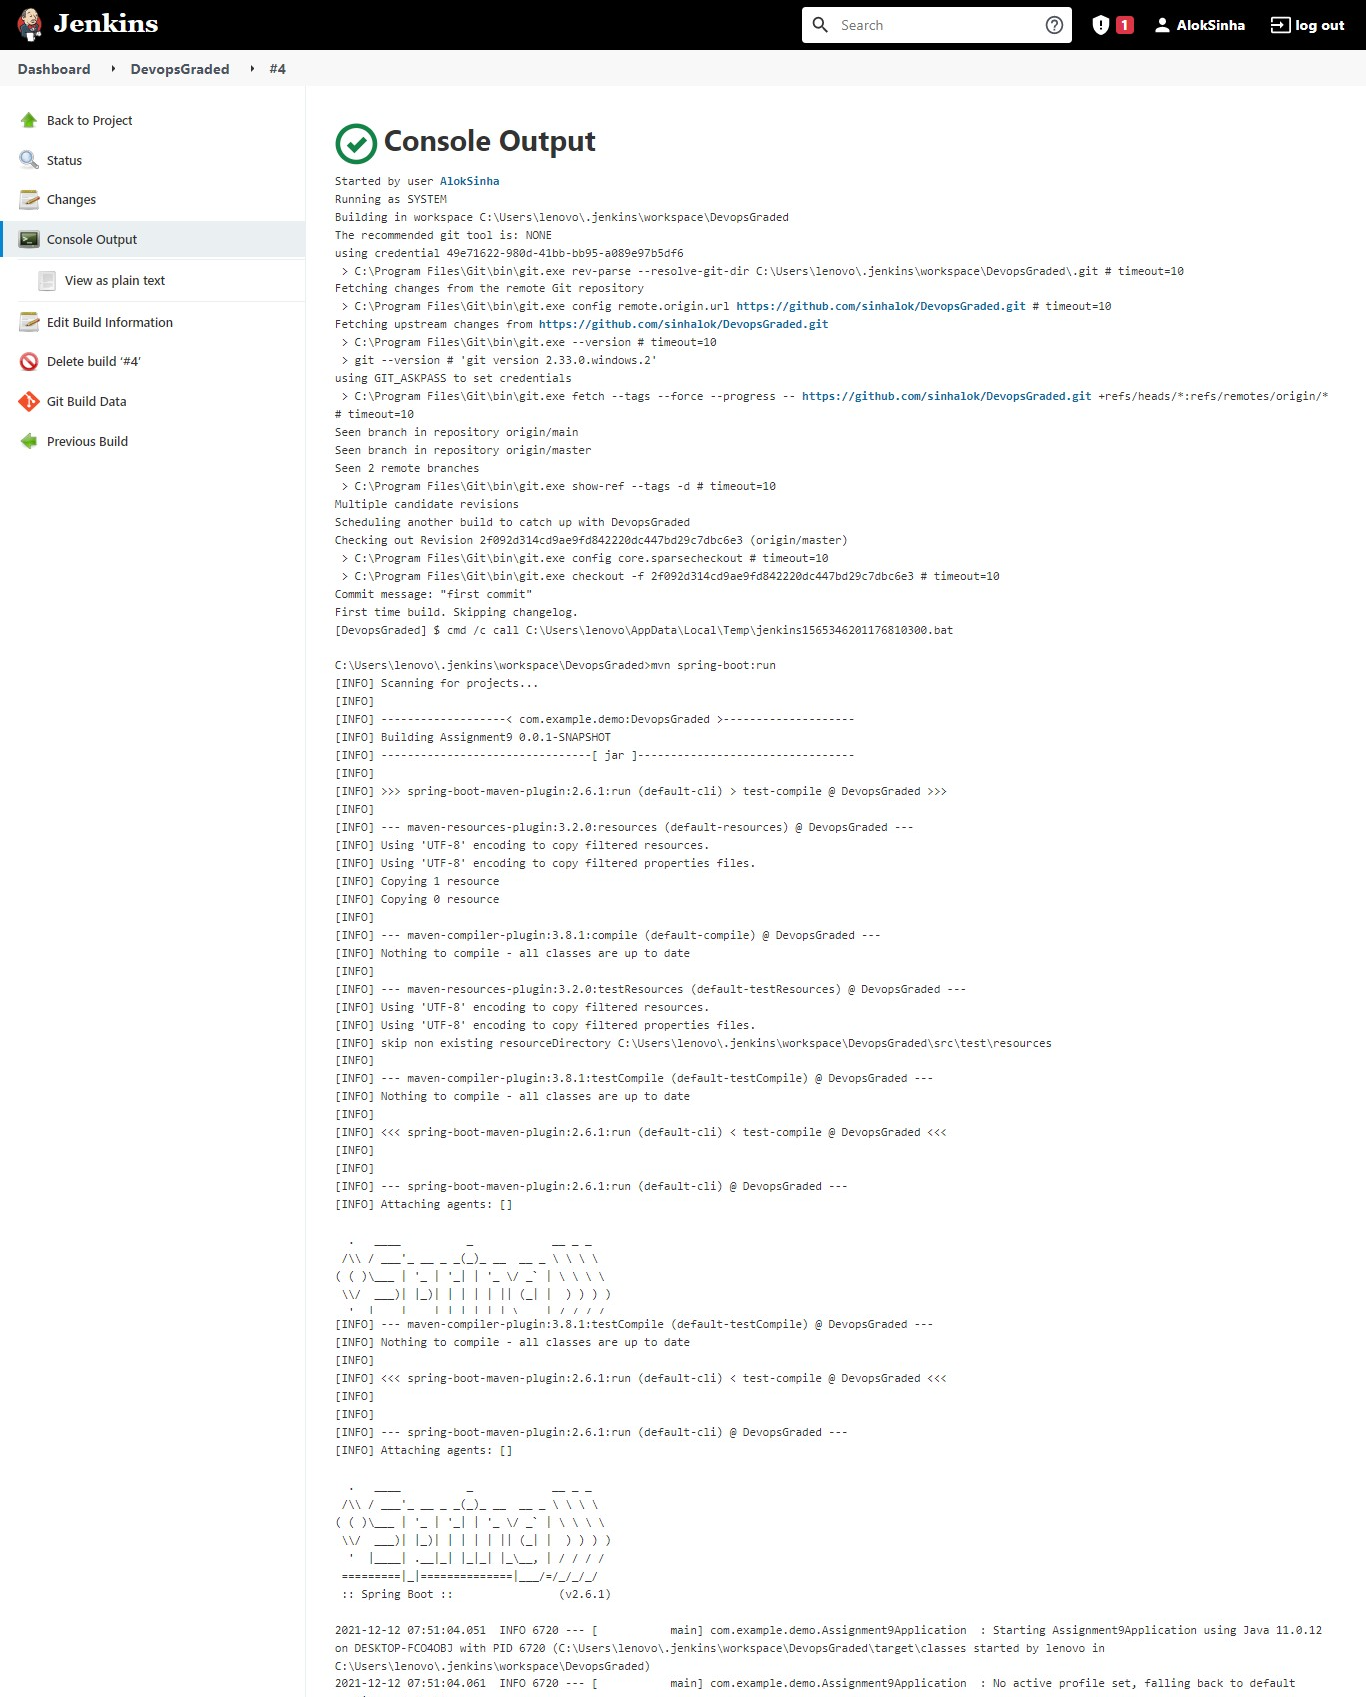 Jenkins
Search
1
AlokSinha
log out
Dashboard
DevopsGraded
#4
Back to Project
Status
Changes
Console Output
View as plain text
Edit Build Information
Delete build ‘#4’
Git Build Data
Previous Build
Console Output
Started by user AlokSinha
Running as SYSTEM
Building in workspace C:\Users\lenovo\.jenkins\workspace\DevopsGraded
The recommended git tool is: NONE
using credential 49e71622-980d-41bb-bb95-a089e97b5df6
 > C:\Program Files\Git\bin\git.exe rev-parse --resolve-git-dir C:\Users\lenovo\.jenkins\workspace\DevopsGraded\.git # timeout=10
Fetching changes from the remote Git repository
 > C:\Program Files\Git\bin\git.exe config remote.origin.url https://github.com/sinhalok/DevopsGraded.git # timeout=10
Fetching upstream changes from https://github.com/sinhalok/DevopsGraded.git
 > C:\Program Files\Git\bin\git.exe --version # timeout=10
 > git --version # 'git version 2.33.0.windows.2'
using GIT_ASKPASS to set credentials
 > C:\Program Files\Git\bin\git.exe fetch --tags --force --progress -- https://github.com/sinhalok/DevopsGraded.git +refs/heads/*:refs/remotes/origin/*
# timeout=10
Seen branch in repository origin/main
Seen branch in repository origin/master
Seen 2 remote branches
 > C:\Program Files\Git\bin\git.exe show-ref --tags -d # timeout=10
Multiple candidate revisions
Scheduling another build to catch up with DevopsGraded
Checking out Revision 2f092d314cd9ae9fd842220dc447bd29c7dbc6e3 (origin/master)
 > C:\Program Files\Git\bin\git.exe config core.sparsecheckout # timeout=10
 > C:\Program Files\Git\bin\git.exe checkout -f 2f092d314cd9ae9fd842220dc447bd29c7dbc6e3 # timeout=10
Commit message: "first commit"
First time build. Skipping changelog.
[DevopsGraded] $ cmd /c call C:\Users\lenovo\AppData\Local\Temp\jenkins1565346201176810300.bat
C:\Users\lenovo\.jenkins\workspace\DevopsGraded>mvn spring-boot:run
[INFO] Scanning for projects...
[INFO]
[INFO] -------------------< com.example.demo:DevopsGraded >--------------------
[INFO] Building Assignment9 0.0.1-SNAPSHOT
[INFO] --------------------------------[ jar ]---------------------------------
[INFO]
[INFO] >>> spring-boot-maven-plugin:2.6.1:run (default-cli) > test-compile @ DevopsGraded >>>
[INFO]
[INFO] --- maven-resources-plugin:3.2.0:resources (default-resources) @ DevopsGraded ---
[INFO] Using 'UTF-8' encoding to copy filtered resources.
[INFO] Using 'UTF-8' encoding to copy filtered properties files.
[INFO] Copying 1 resource
[INFO] Copying 0 resource
[INFO]
[INFO] --- maven-compiler-plugin:3.8.1:compile (default-compile) @ DevopsGraded ---
[INFO] Nothing to compile - all classes are up to date
[INFO]
[INFO] --- maven-resources-plugin:3.2.0:testResources (default-testResources) @ DevopsGraded ---
[INFO] Using 'UTF-8' encoding to copy filtered resources.
[INFO] Using 'UTF-8' encoding to copy filtered properties files.
[INFO] skip non existing resourceDirectory C:\Users\lenovo\.jenkins\workspace\DevopsGraded\src\test\resources
[INFO]
[INFO] --- maven-compiler-plugin:3.8.1:testCompile (default-testCompile) @ DevopsGraded ---
[INFO] Nothing to compile - all classes are up to date
[INFO]
[INFO] <<< spring-boot-maven-plugin:2.6.1:run (default-cli) < test-compile @ DevopsGraded <<<
[INFO]
[INFO]
[INFO] --- spring-boot-maven-plugin:2.6.1:run (default-cli) @ DevopsGraded ---
[INFO] Attaching agents: []
  .   ____          _            __ _ _
 /\\ / ___'_ __ _ _(_)_ __  __ _ \ \ \ \
( ( )\___ | '_ | '_| | '_ \/ _` | \ \ \ \
 \\/  ___)| |_)| | | | | || (_| |  ) ) ) )
[INFO] --- maven-compiler-plugin:3.8.1:testCompile (default-testCompile) @ DevopsGraded ---
[INFO] Nothing to compile - all classes are up to date
[INFO]
[INFO] <<< spring-boot-maven-plugin:2.6.1:run (default-cli) < test-compile @ DevopsGraded <<<
[INFO]
[INFO]
[INFO] --- spring-boot-maven-plugin:2.6.1:run (default-cli) @ DevopsGraded ---
[INFO] Attaching agents: []
  .   ____          _            __ _ _
 /\\ / ___'_ __ _ _(_)_ __  __ _ \ \ \ \
( ( )\___ | '_ | '_| | '_ \/ _` | \ \ \ \
 \\/  ___)| |_)| | | | | || (_| |  ) ) ) )
  '  |____| .__|_| |_|_| |_\__, | / / / /
 =========|_|==============|___/=/_/_/_/
 :: Spring Boot ::                (v2.6.1)
2021-12-12 07:51:04.051  INFO 6720 --- [           main] com.example.demo.Assignment9Application  : Starting Assignment9Application using Java 11.0.12
on DESKTOP-FCO4OBJ with PID 6720 (C:\Users\lenovo\.jenkins\workspace\DevopsGraded\target\classes started by lenovo in
C:\Users\lenovo\.jenkins\workspace\DevopsGraded)
2021-12-12 07:51:04.061  INFO 6720 --- [           main] com.example.demo.Assignment9Application  : No active profile set, falling back to default